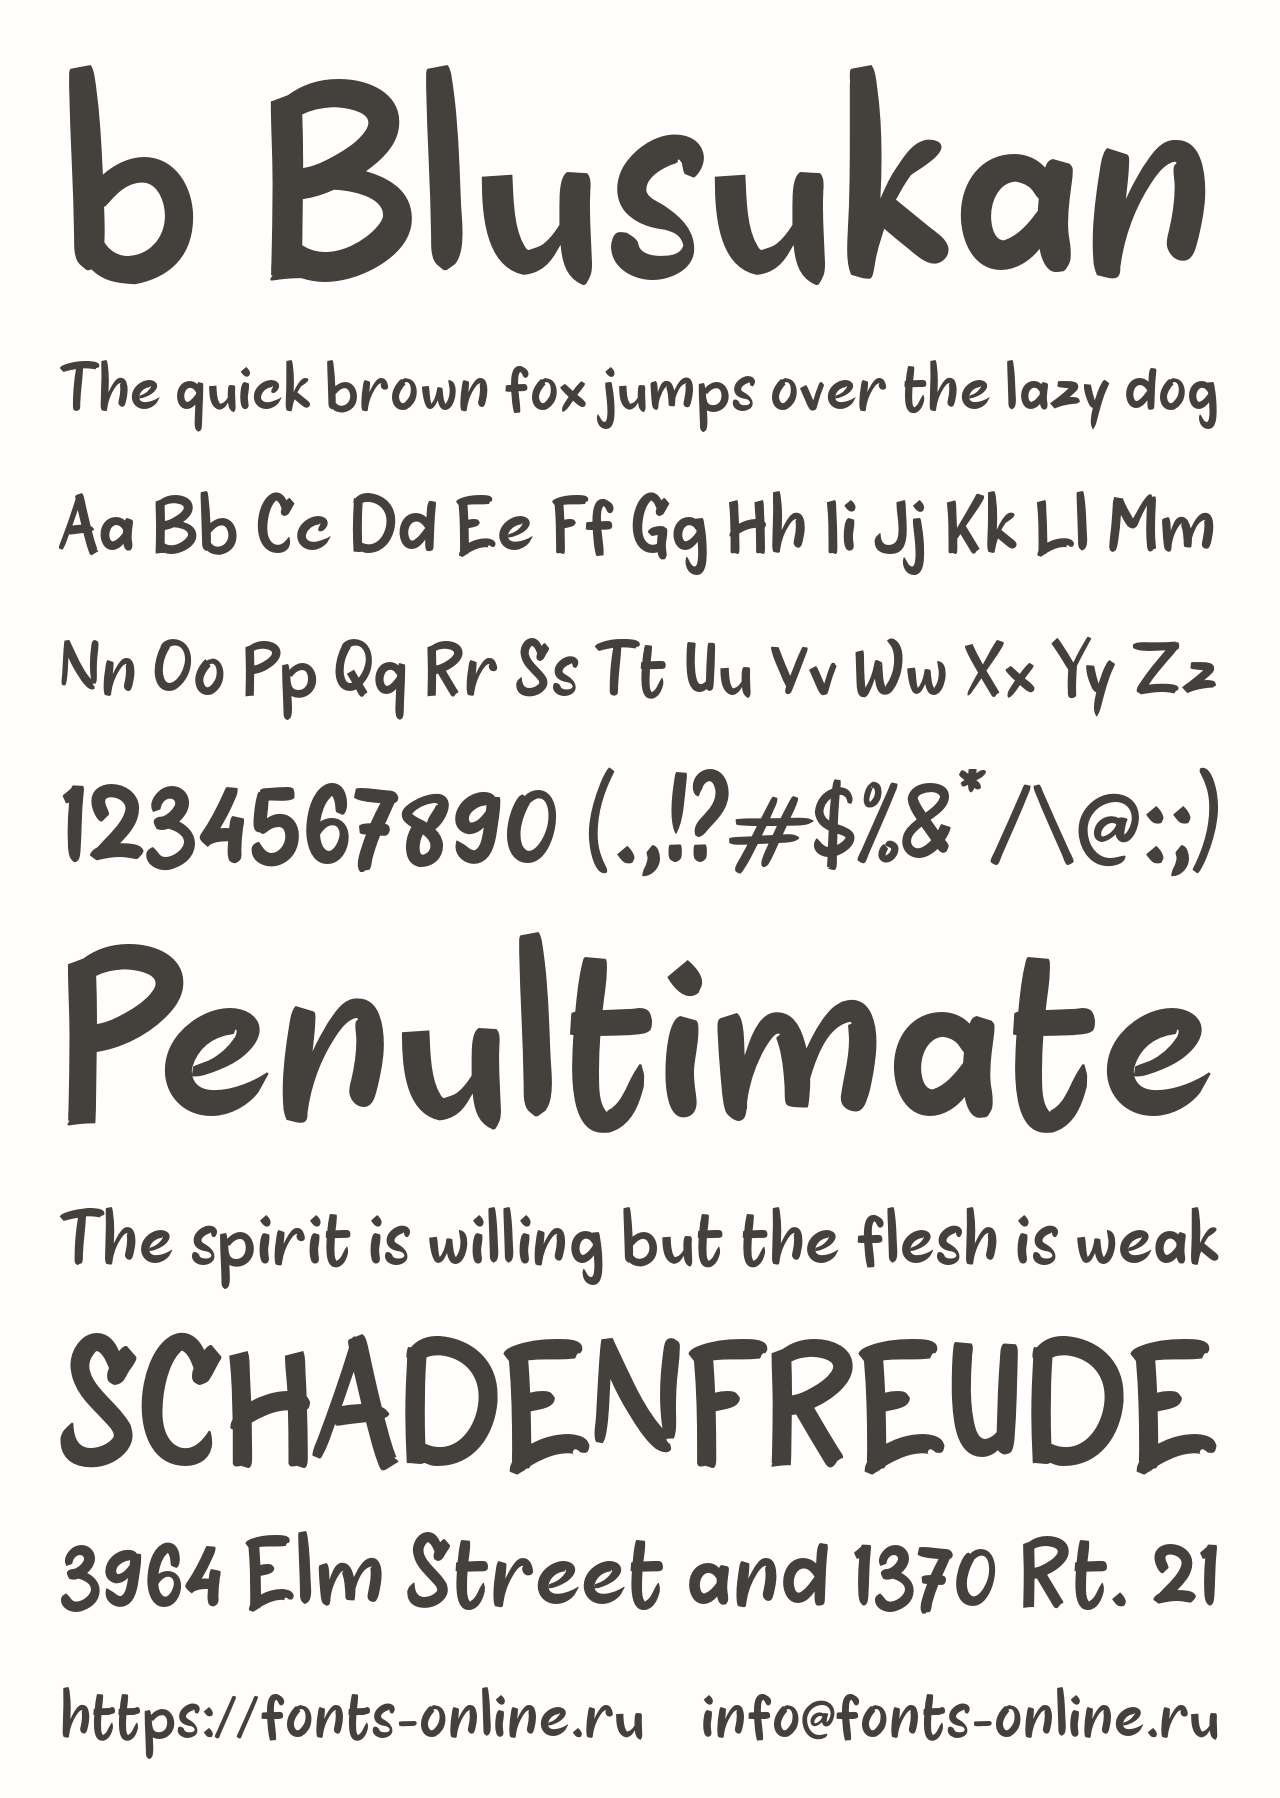 b Blusukan
The quick brown fox jumps over the lazy dog
Aa Bb Cc Dd Ee Ff Gg Hh Ii Jj Kk Ll Mm
Nn Oo Pp Qq Rr Ss Tt Uu Vv Ww Xx Yy Zz
1234567890 (.,!?#$%&*/\@:;)
Penultimate
The spirit is willing but the flesh is weak
SCHADENFREUDE
3964 Elm Street and 1370 Rt. 21
https://fonts-online.ru info@fonts-online.ru